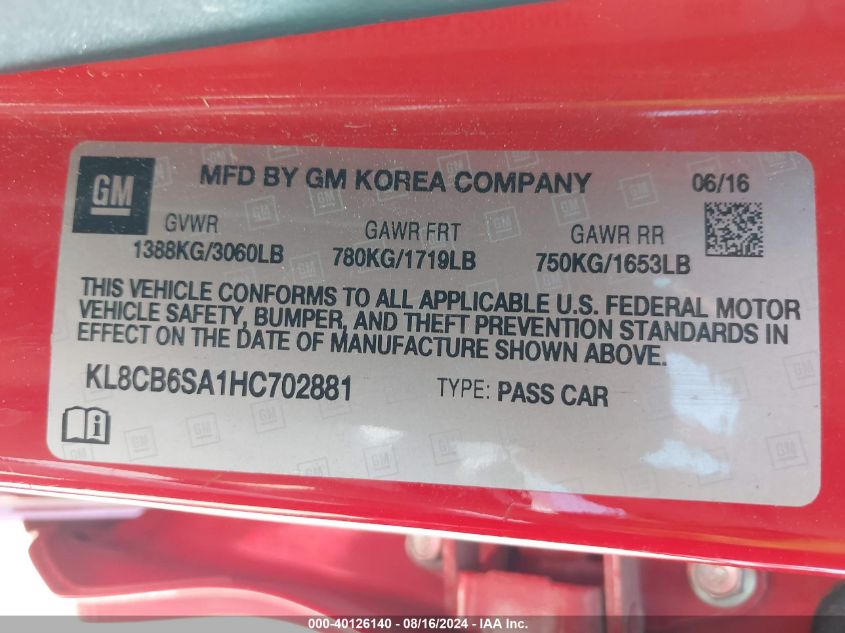 GM
MFD BY GM KOREA COMPANY 06/16
GVWR GAWR FRT GAWR RR
1388KG/3060LB 780KG/1719LB 750KG/1653LB
THIS VEHICLE CONFORMS TO ALL APPLICABLE U.S. FEDERAL MOTOR
VEHICLE SAFETY, BUMPER, AND THEFT PREVENTION STANDARDS IN
EFFECT ON THE DATE OF MANUFACTURE SHOWN ABOVE.
KL8CB6SA1HC702881 TYPE: PASS CAR
000-40126140 - 08/16/2024 - IAA Inc.